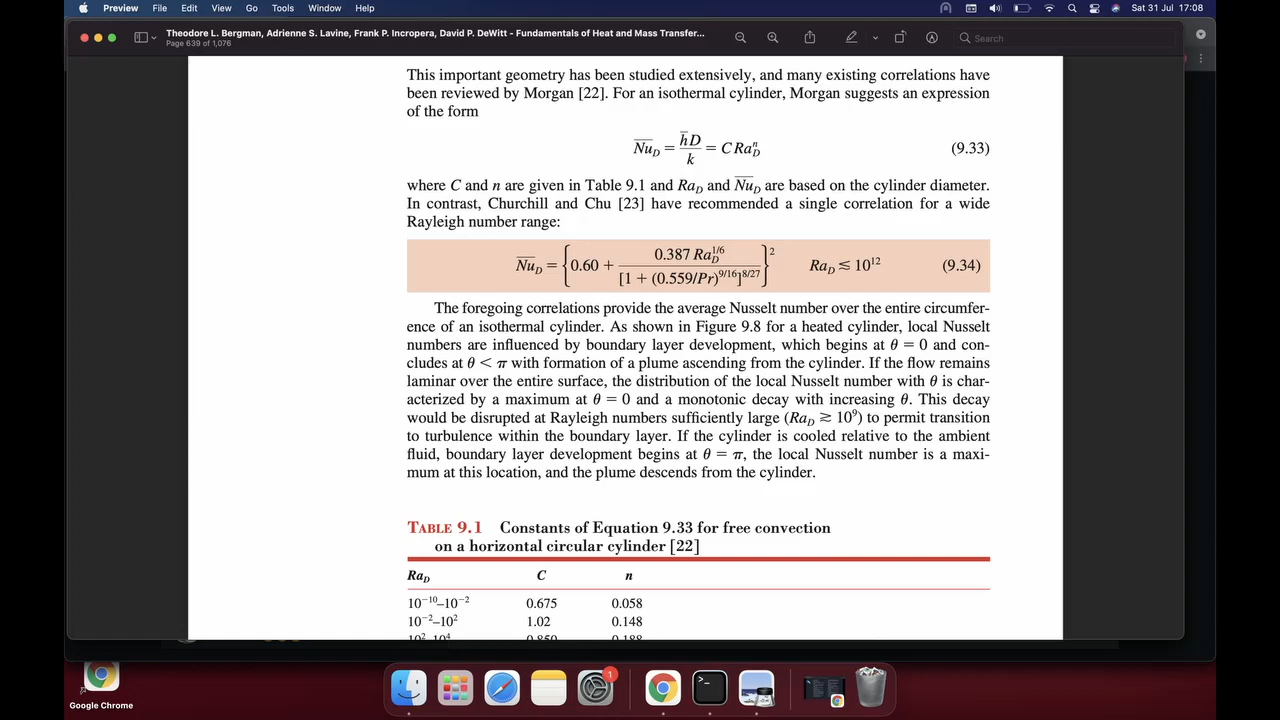 Preview File Edit View Go Tools Window Help Sat 31 Jul 17:08
Theodore L. Bergman, Adrienne S. Lavine, Frank P. Incropera, David P. DeWitt - Fundamentals of Heat and Mass Transfer...
Page 639 of 1,076
Search
This important geometry has been studied extensively, and many existing correlations have
been reviewed by Morgan [22]. For an isothermal cylinder, Morgan suggests an expression
of the form
N̅u̅_D = h̅D/k = C Ra_D^n (9.33)
where C and n are given in Table 9.1 and Ra_D and N̅u̅_D are based on the cylinder diameter.
In contrast, Churchill and Chu [23] have recommended a single correlation for a wide
Rayleigh number range:
N̅u̅_D = {0.60 + 0.387 Ra_D^1/6 / [1 + (0.559/Pr)^9/16]^8/27}^2 Ra_D ≲ 10^12 (9.34)
The foregoing correlations provide the average Nusselt number over the entire circumfer-
ence of an isothermal cylinder. As shown in Figure 9.8 for a heated cylinder, local Nusselt
numbers are influenced by boundary layer development, which begins at θ = 0 and con-
cludes at θ < π with formation of a plume ascending from the cylinder. If the flow remains
laminar over the entire surface, the distribution of the local Nusselt number with θ is char-
acterized by a maximum at θ = 0 and a monotonic decay with increasing θ. This decay
would be disrupted at Rayleigh numbers sufficiently large (Ra_D ≳ 10^9) to permit transition
to turbulence within the boundary layer. If the cylinder is cooled relative to the ambient
fluid, boundary layer development begins at θ = π, the local Nusselt number is a maxi-
mum at this location, and the plume descends from the cylinder.
TABLE 9.1 Constants of Equation 9.33 for free convection
on a horizontal circular cylinder [22]
Ra_D C n
10^−10–10^−2 0.675 0.058
10^−2–10^2 1.02 0.148
10^2–10^4 0.850 0.188
1
Google Chrome